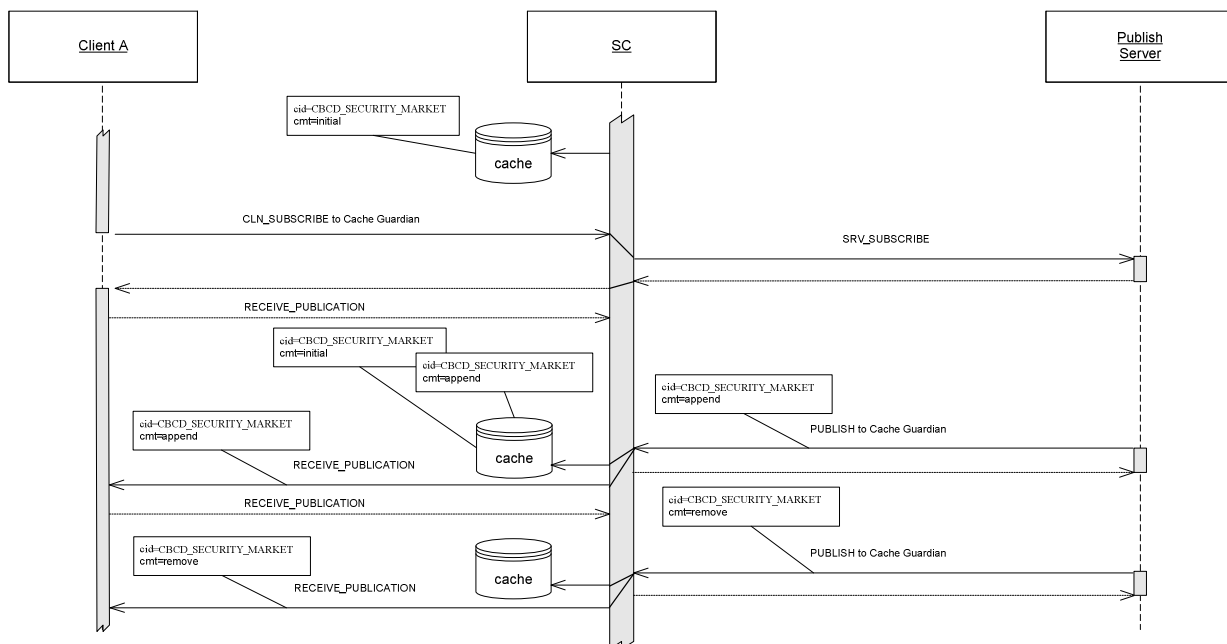 Client A
SC
Publish
Server
cid=CBCD_SECURITY_MARKET
cmt=initial
cache
CLN_SUBSCRIBE to Cache Guardian
SRV_SUBSCRIBE
RECEIVE_PUBLICATION
cid=CBCD_SECURITY_MARKET
cmt=initial
cid=CBCD_SECURITY_MARKET
cmt=append
cid=CBCD_SECURITY_MARKET
cmt=append
cid=CBCD_SECURITY_MARKET
cmt=append
PUBLISH to Cache Guardian
cache
RECEIVE_PUBLICATION
RECEIVE_PUBLICATION
cid=CBCD_SECURITY_MARKET
cmt=remove
cid=CBCD_SECURITY_MARKET
cmt=remove
PUBLISH to Cache Guardian
cache
RECEIVE_PUBLICATION